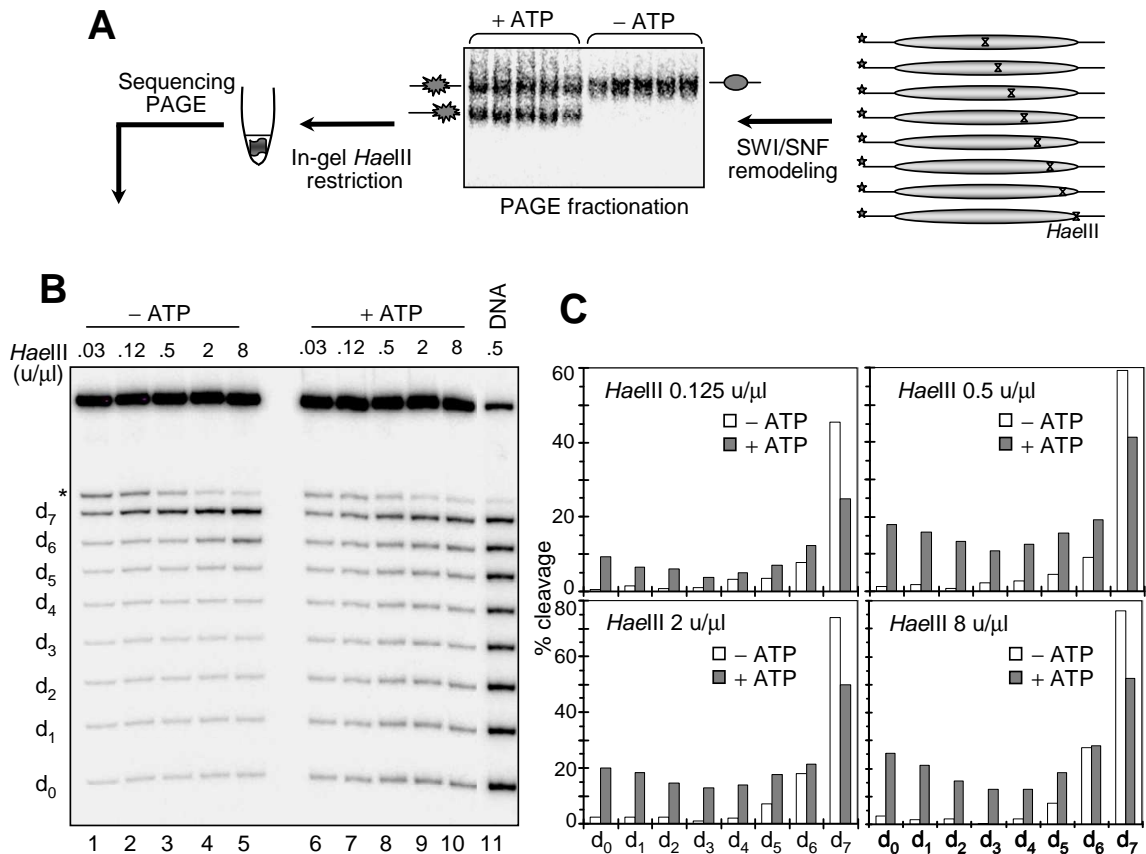 A
+ ATP – ATP
Sequencing
PAGE
In-gel HaeIII
restriction
SWI/SNF
remodeling
PAGE fractionation
HaeIII
B
– ATP + ATP DNA
HaeIII .03 .12 .5 2 8 .03 .12 .5 2 8 .5
(u/µl)
*
d7
d6
d5
d4
d3
d2
d1
d0
1 2 3 4 5 6 7 8 9 10 11
C
% cleavage
60
40
20
0
HaeIII 0.125 u/µl
– ATP
+ ATP
HaeIII 0.5 u/µl
– ATP
+ ATP
80
60
40
20
0
HaeIII 2 u/µl
– ATP
+ ATP
HaeIII 8 u/µl
– ATP
+ ATP
d0 d1 d2 d3 d4 d5 d6 d7
d0 d1 d2 d3 d4 d5 d6 d7